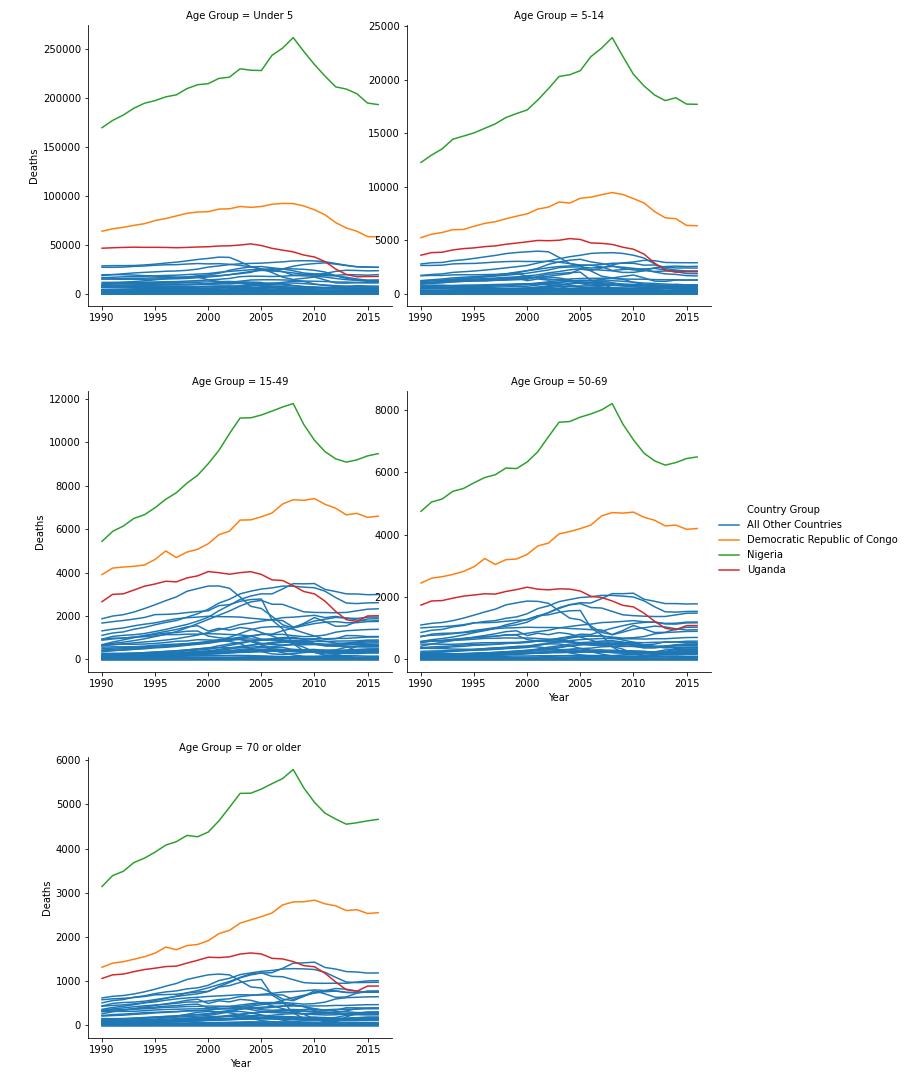 Age Group = Under 5
Deaths
250000
200000
150000
100000
50000
0
1990 1995 2000 2005 2010 2015
Age Group = 5-14
25000
20000
15000
10000
5000
0
1990 1995 2000 2005 2010 2015
Age Group = 15-49
Deaths
12000
10000
8000
6000
4000
2000
0
1990 1995 2000 2005 2010 2015
Age Group = 50-69
8000
6000
4000
2000
0
1990 1995 2000 2005 2010 2015
Year
Country Group
All Other Countries
Democratic Republic of Congo
Nigeria
Uganda
Age Group = 70 or older
Deaths
6000
5000
4000
3000
2000
1000
0
1990 1995 2000 2005 2010 2015
Year